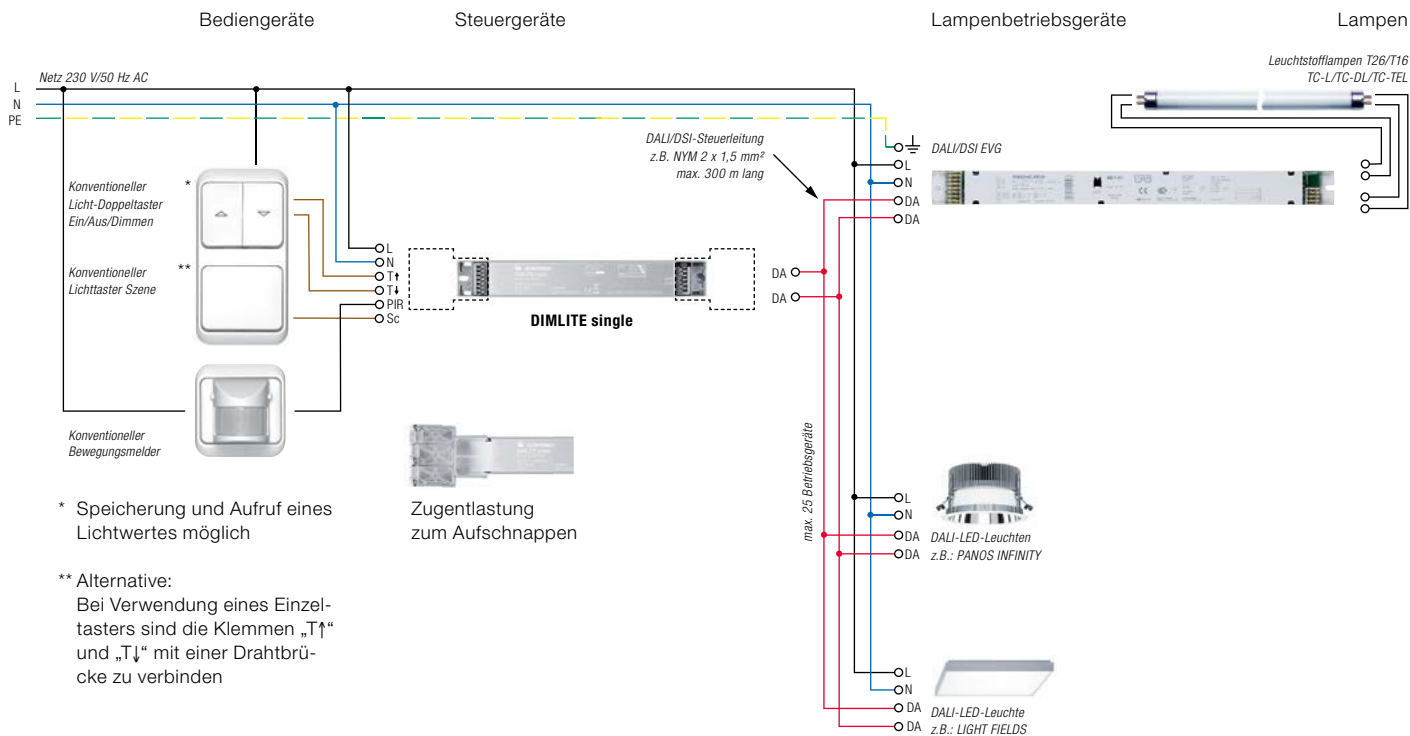 Bediengeräte
Steuergeräte
Lampenbetriebsgeräte
Lampen
Netz 230 V/50 Hz AC
L
N
PE
Leuchtstofflampen T26/T16
TC-L/TC-DL/TC-TEL
DALI/DSI-Steuerleitung
z.B. NYM 2 x 1,5 mm²
max. 300 m lang
DALI/DSI EVG
L
N
DA
DA
*
Konventioneller
Licht-Doppeltaster
Ein/Aus/Dimmen
**
Konventioneller
Lichttaster Szene
L
N
T↑
T↓
PIR
Sc
DIMLITE single
DA
DA
Konventioneller
Bewegungsmelder
max. 25 Betriebsgeräte
* Speicherung und Aufruf eines
Lichtwertes möglich
Zugentlastung
zum Aufschnappen
** Alternative:
Bei Verwendung eines Einzel-
tasters sind die Klemmen „T↑“
und „T↓“ mit einer Drahtbrü-
cke zu verbinden
L
N
DA
DA
DALI-LED-Leuchten
z.B.: PANOS INFINITY
L
N
DA
DA
DALI-LED-Leuchte
z.B.: LIGHT FIELDS